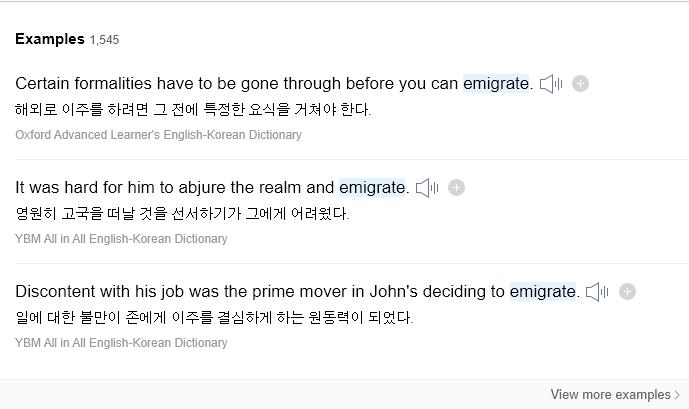 Examples 1,545
Certain formalities have to be gone through before you can emigrate.
해외로 이주를 하려면 그 전에 특정한 요식을 거쳐야 한다.
Oxford Advanced Learner's English-Korean Dictionary
It was hard for him to abjure the realm and emigrate.
영원히 고국을 떠날 것을 선서하기가 그에게 어려웠다.
YBM All in All English-Korean Dictionary
Discontent with his job was the prime mover in John's deciding to emigrate.
일에 대한 불만이 존에게 이주를 결심하게 하는 원동력이 되었다.
YBM All in All English-Korean Dictionary
View more examples